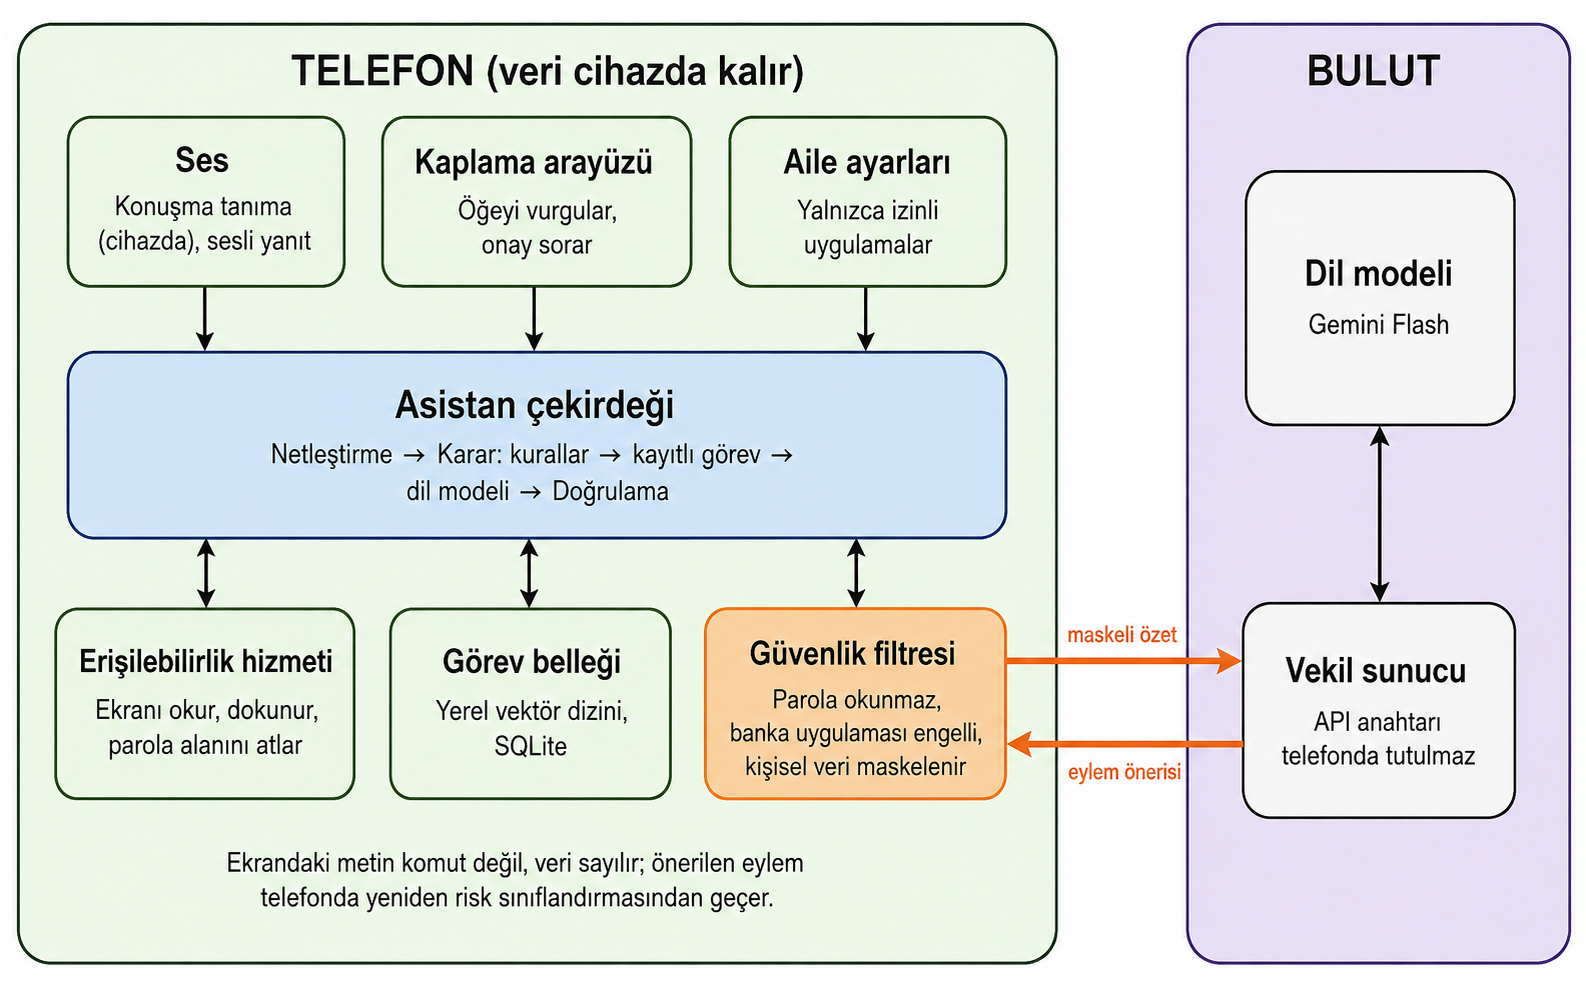 TELEFON (veri cihazda kalır)
Ses
Konuşma tanıma
(cihazda), sesli yanıt
Kaplama arayüzü
Öğeyi vurgular,
onay sorar
Aile ayarları
Yalnızca izinli
uygulamalar
Asistan çekirdeği
Netleştirme → Karar: kurallar → kayıtlı görev →
dil modeli → Doğrulama
Erişilebilirlik hizmeti
Ekranı okur, dokunur,
parola alanını atlar
Görev belleği
Yerel vektör dizini,
SQLite
Güvenlik filtresi
Parola okunmaz,
banka uygulaması engelli,
kişisel veri maskelenir
Ekrandaki metin komut değil, veri sayılır; önerilen eylem
telefonda yeniden risk sınıflandırmasından geçer.
maskeli özet
eylem önerisi
BULUT
Dil modeli
Gemini Flash
Vekil sunucu
API anahtarı
telefonda tutulmaz